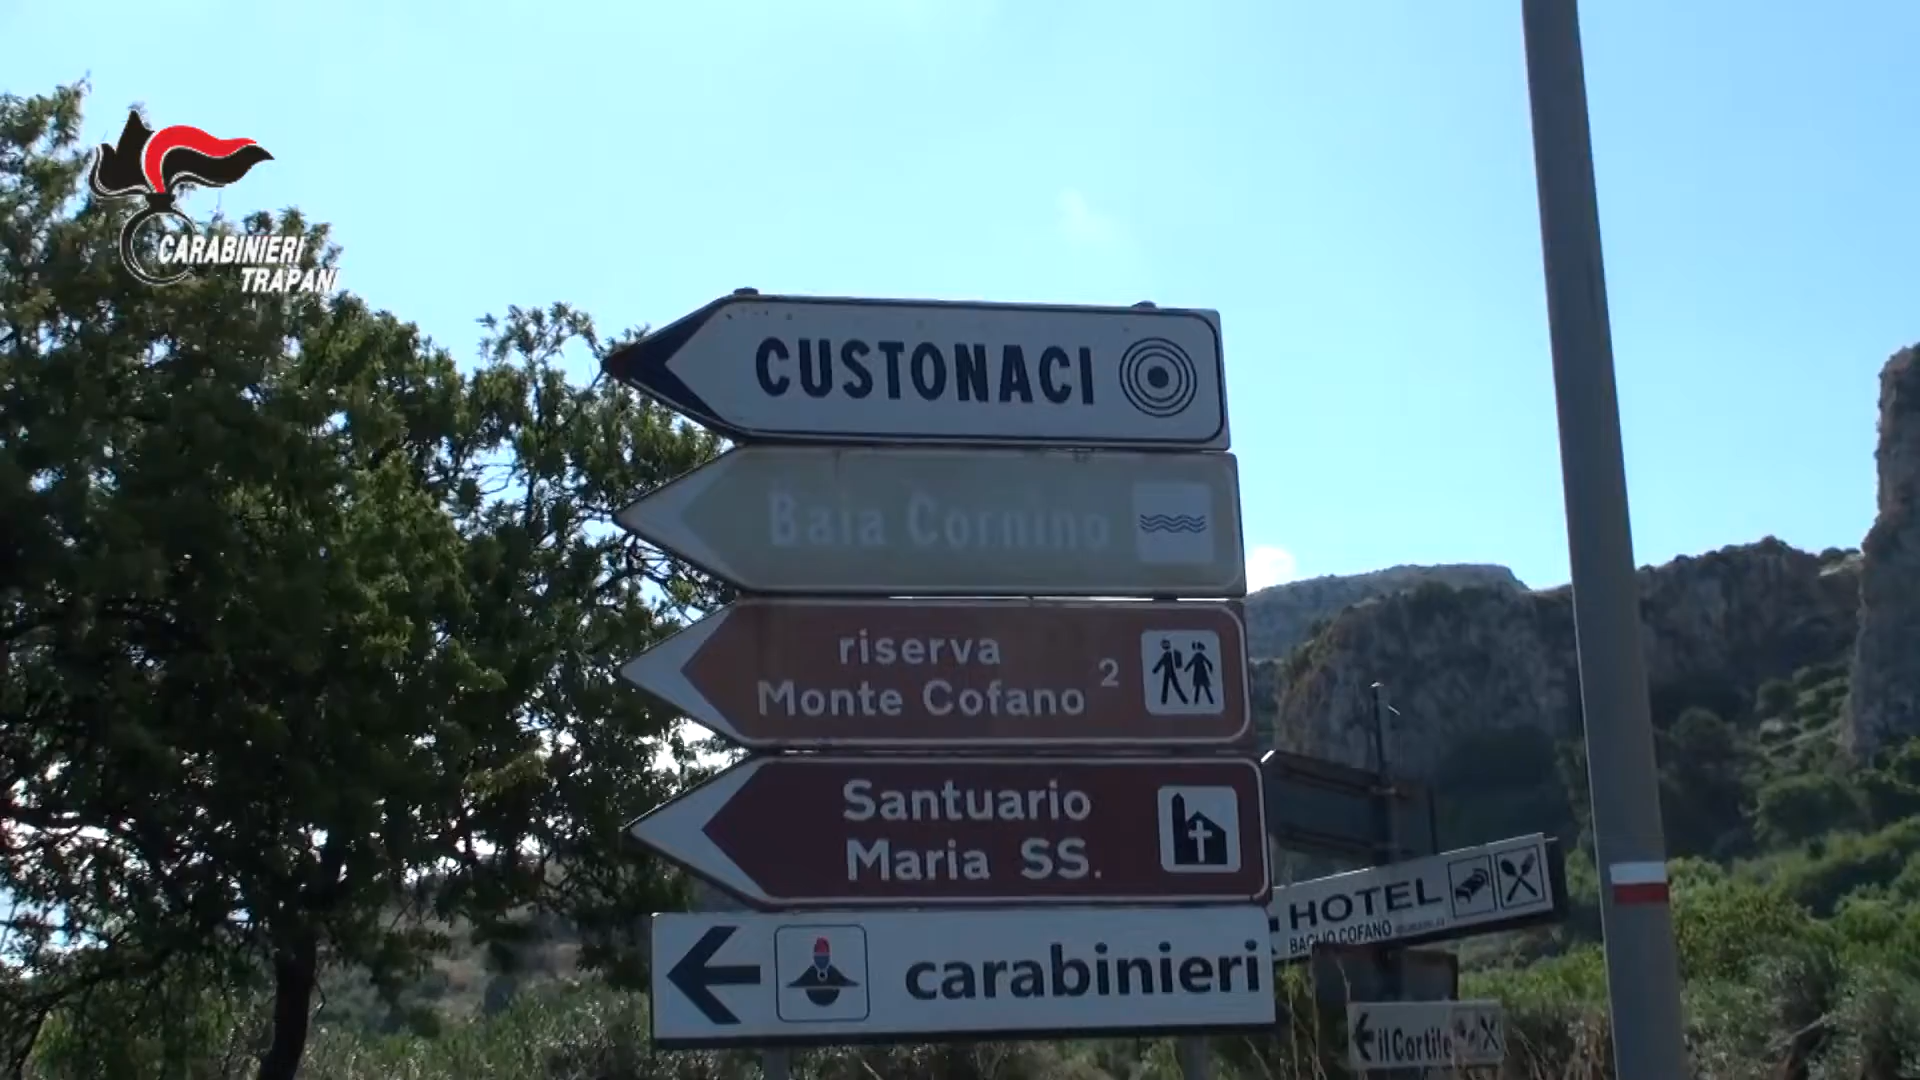 CARABINIERI
TRAPANI
CUSTONACI
Baia Cornino
riserva
Monte Cofano 2
Santuario
Maria SS.
carabinieri
HOTEL
BAGLIO COFANO
il Cortile